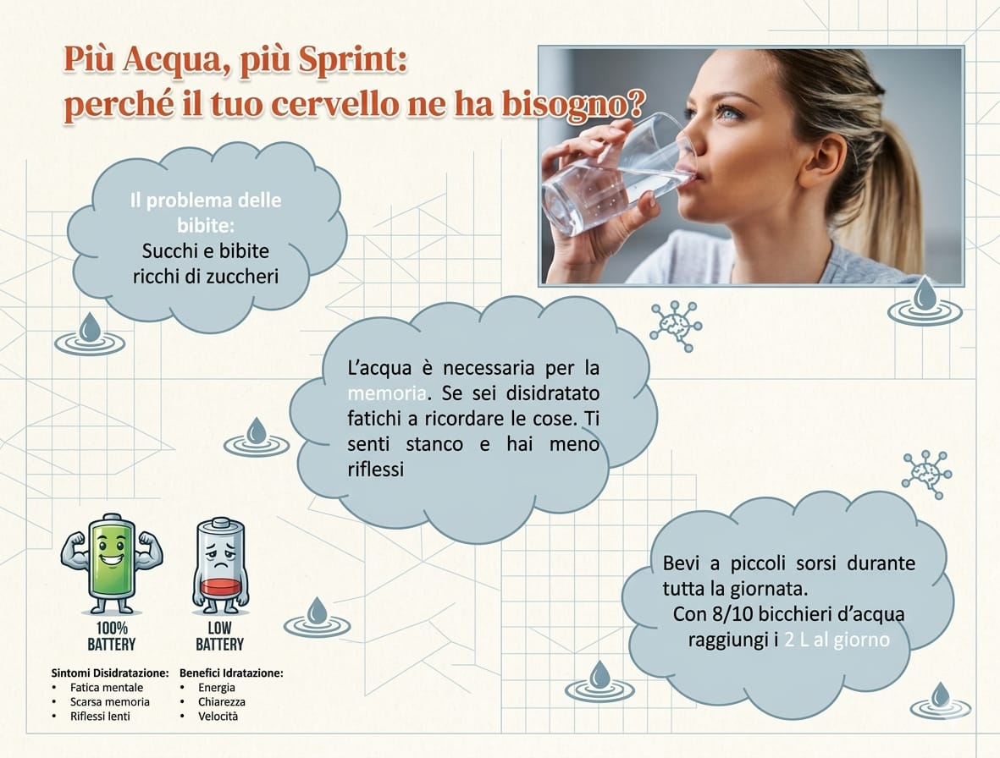 Più Acqua, più Sprint:
perché il tuo cervello ne ha bisogno?
Il problema delle
bibite:
Succhi e bibite
ricchi di zuccheri
L’acqua è necessaria per la
memoria. Se sei disidratato
fatichi a ricordare le cose. Ti
senti stanco e hai meno
riflessi
Bevi a piccoli sorsi durante
tutta la giornata.
Con 8/10 bicchieri d’acqua
raggiungi i 2 L al giorno
100%
BATTERY
LOW
BATTERY
Sintomi Disidratazione:
• Fatica mentale
• Scarsa memoria
• Riflessi lenti
Benefici Idratazione:
• Energia
• Chiarezza
• Velocità